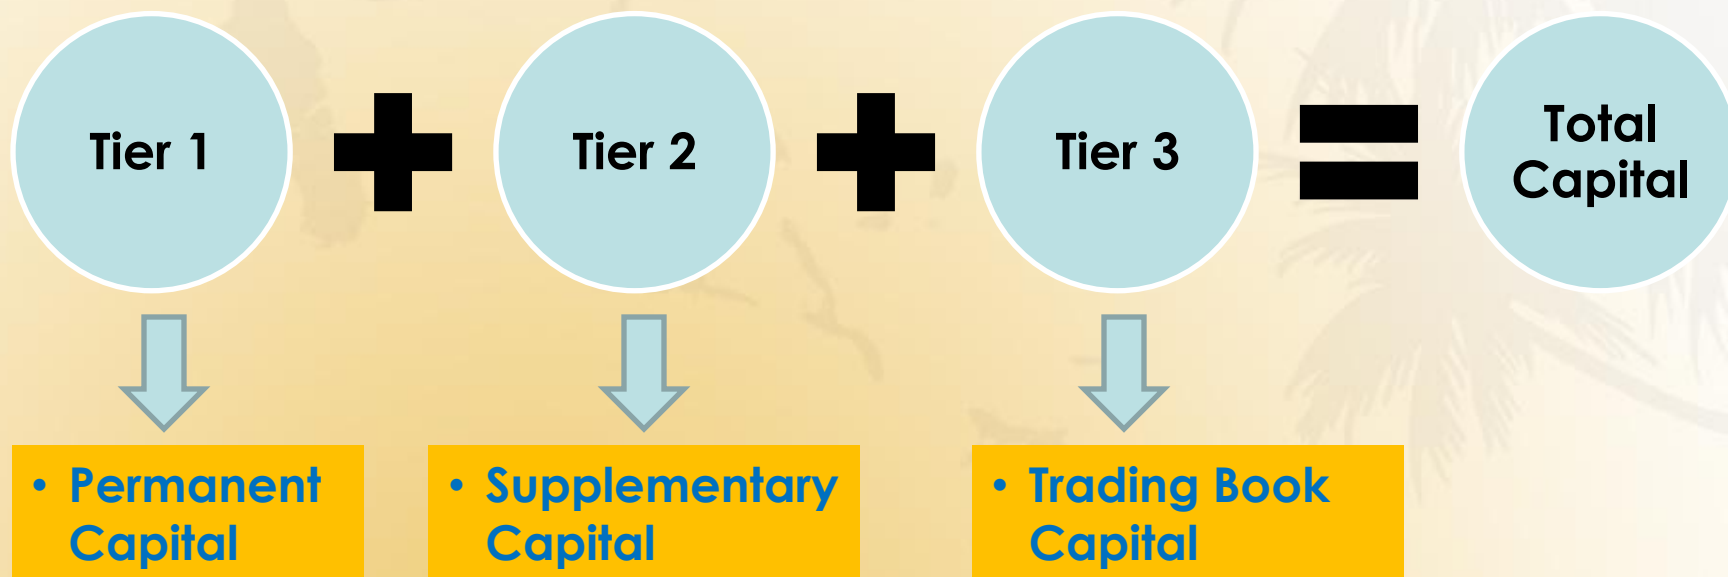 Tier 1
Tier 2
Tier 3
Total
Capital
• Permanent
Capital
• Supplementary
Capital
• Trading Book
Capital